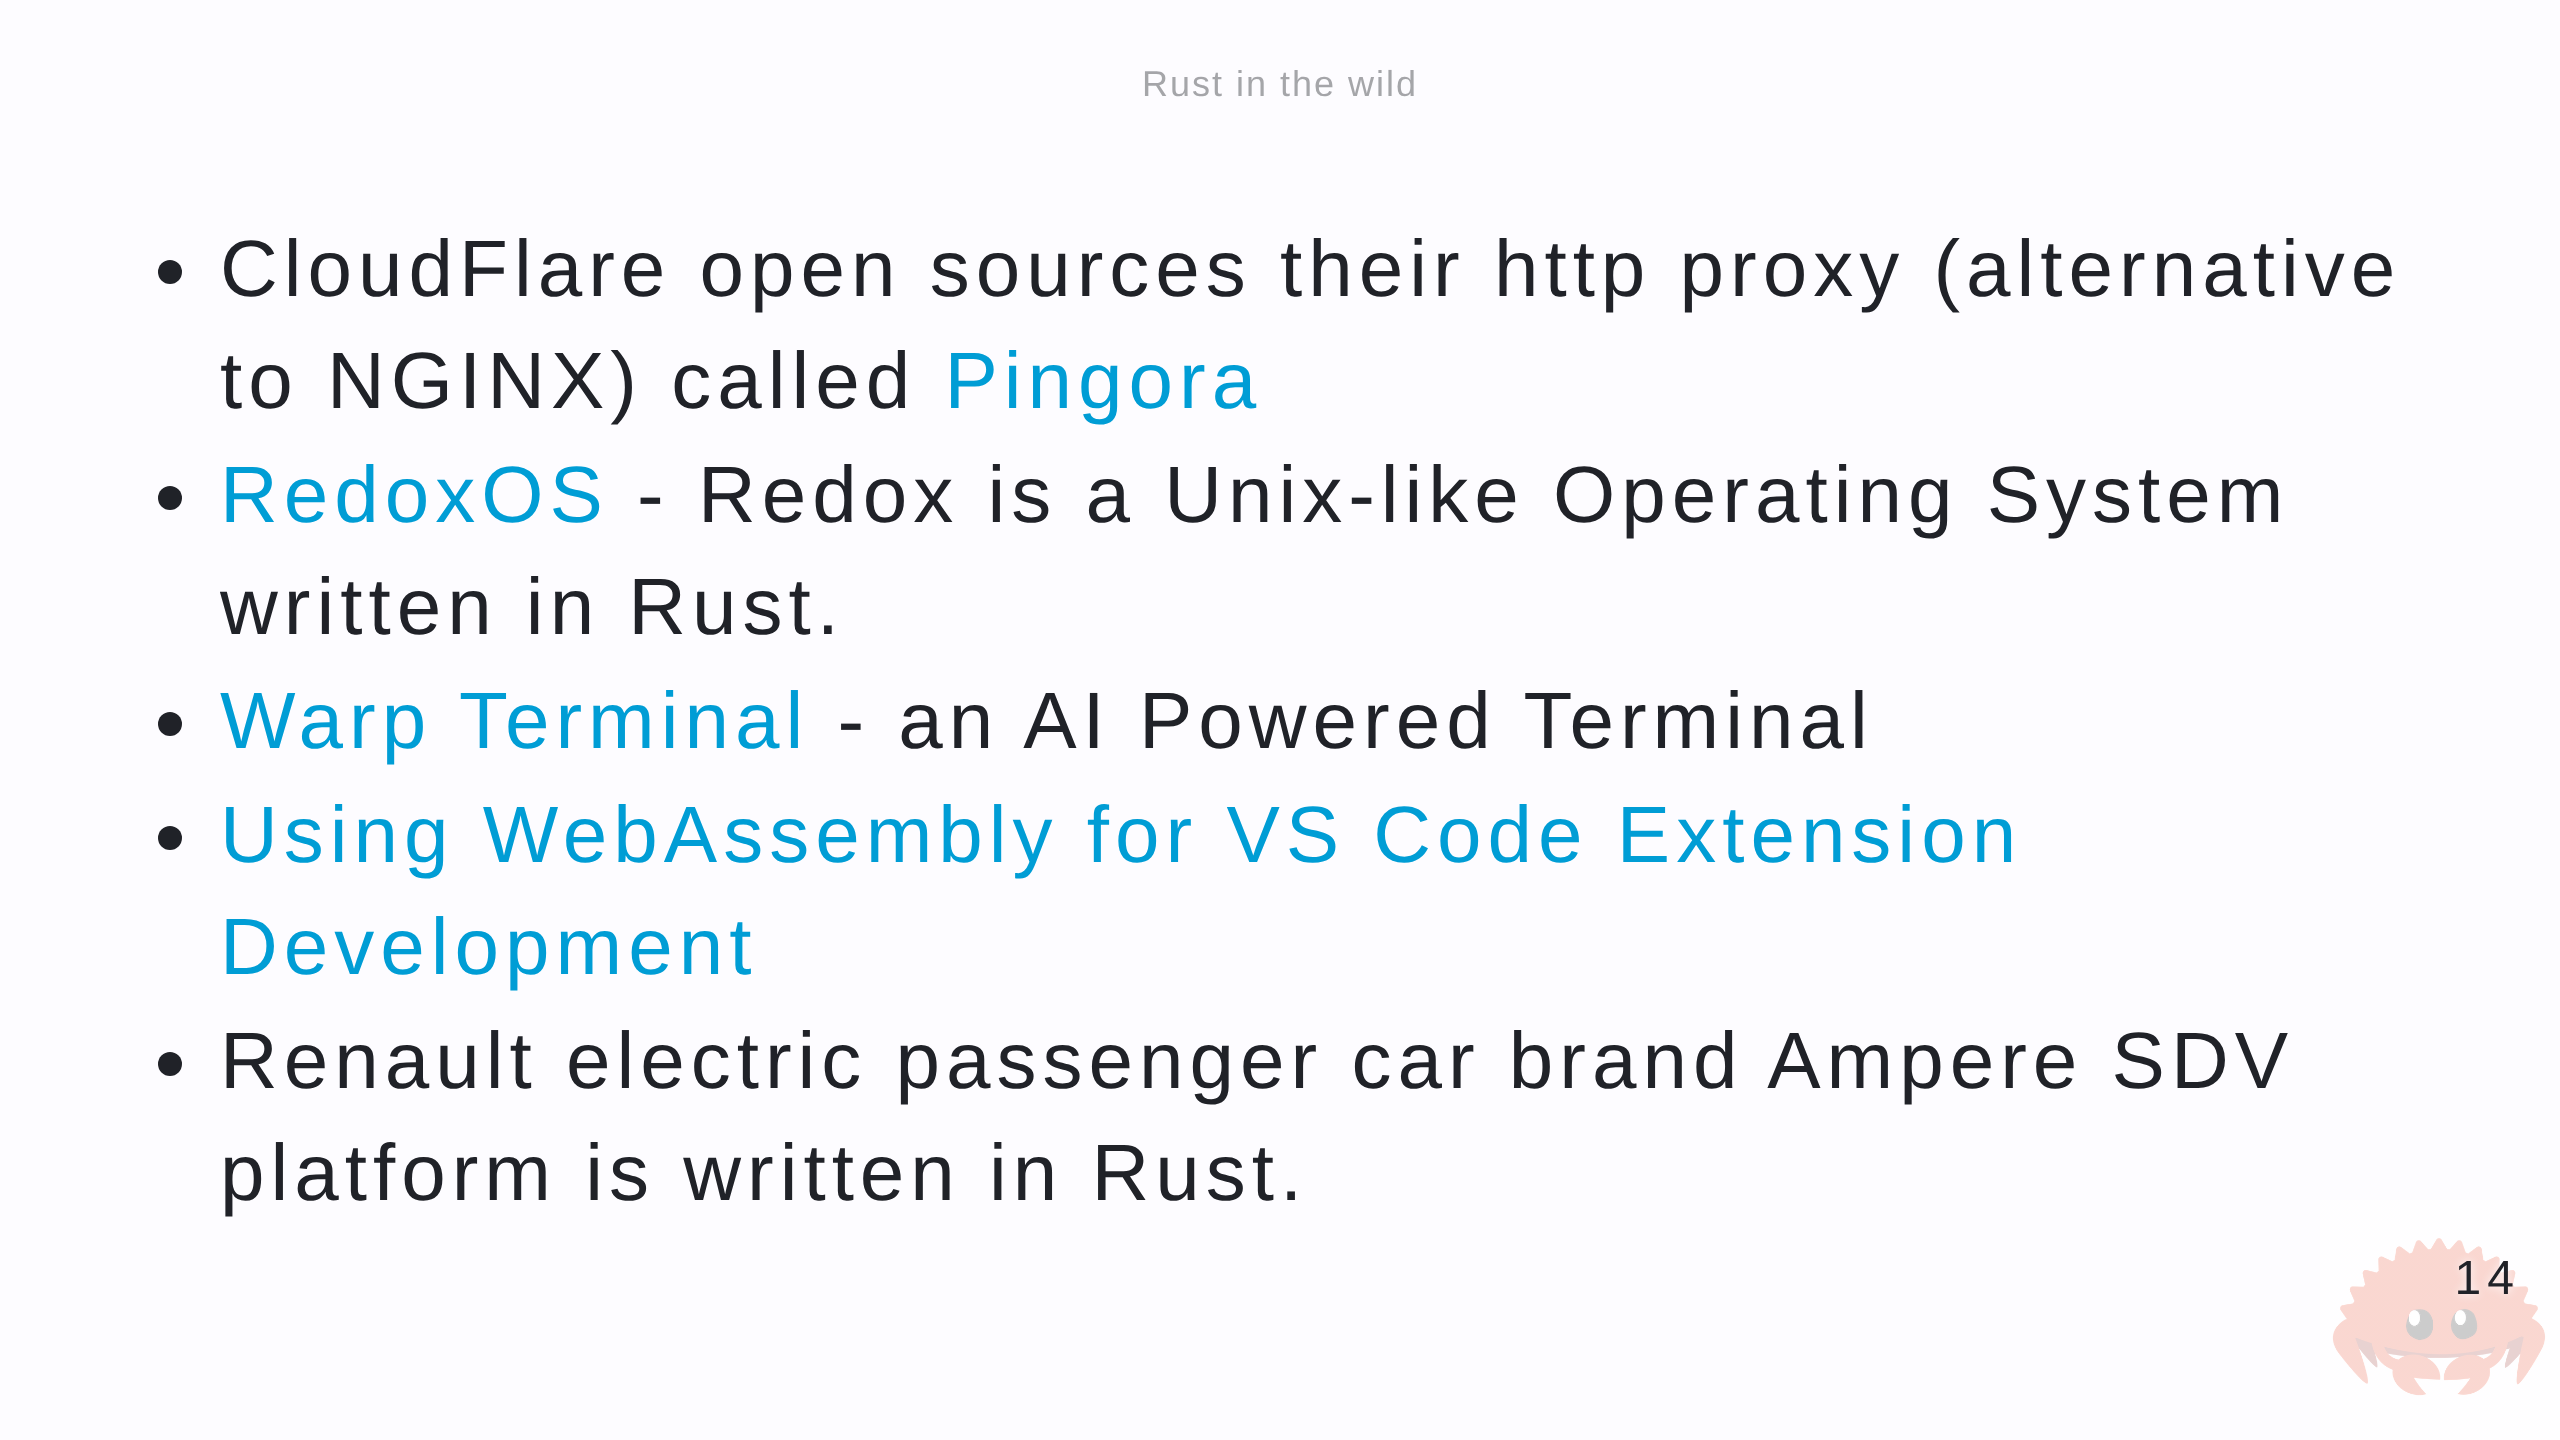 Rust in the wild
• CloudFlare open sources their http proxy (alternative
to NGINX) called Pingora
• RedoxOS - Redox is a Unix-like Operating System
written in Rust.
• Warp Terminal - an AI Powered Terminal
• Using WebAssembly for VS Code Extension
Development
• Renault electric passenger car brand Ampere SDV
platform is written in Rust.
14